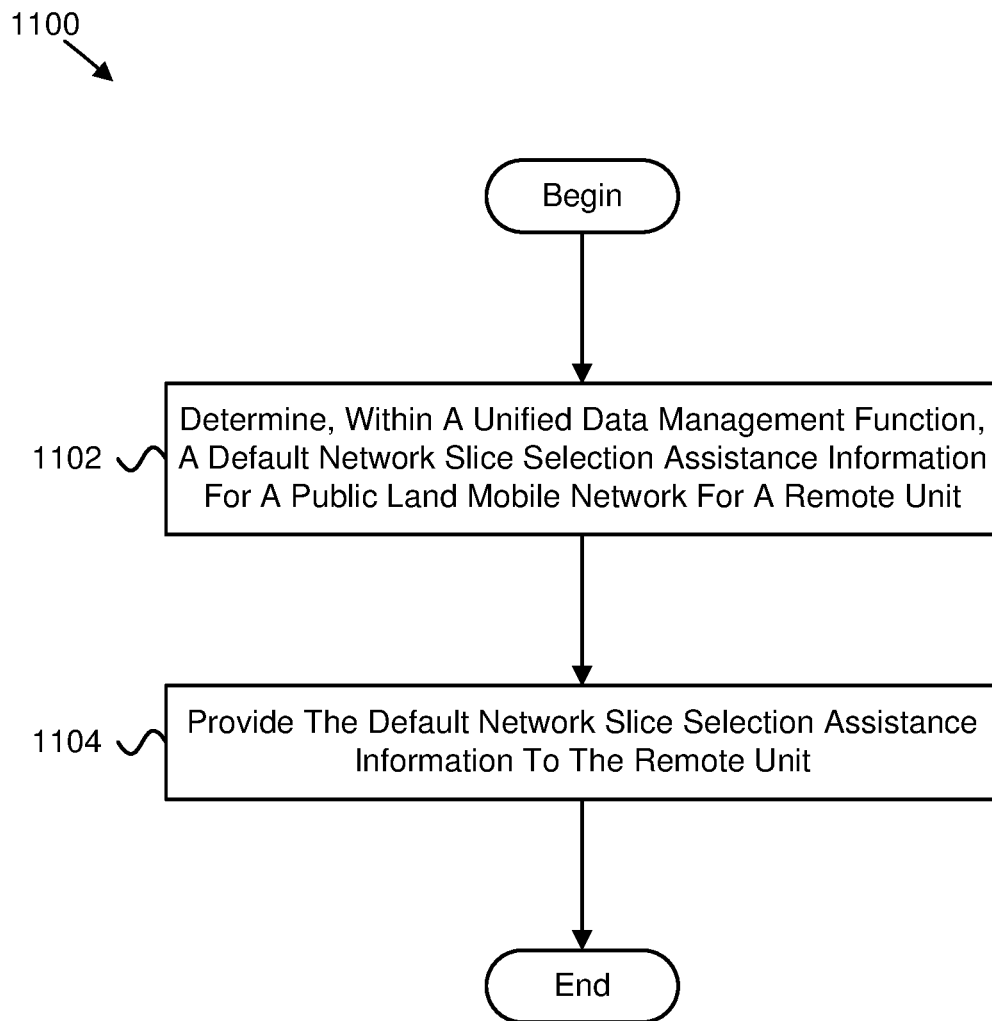 1100
Begin
1102
Determine, Within A Unified Data Management Function,
A Default Network Slice Selection Assistance Information
For A Public Land Mobile Network For A Remote Unit
1104
Provide The Default Network Slice Selection Assistance
Information To The Remote Unit
End